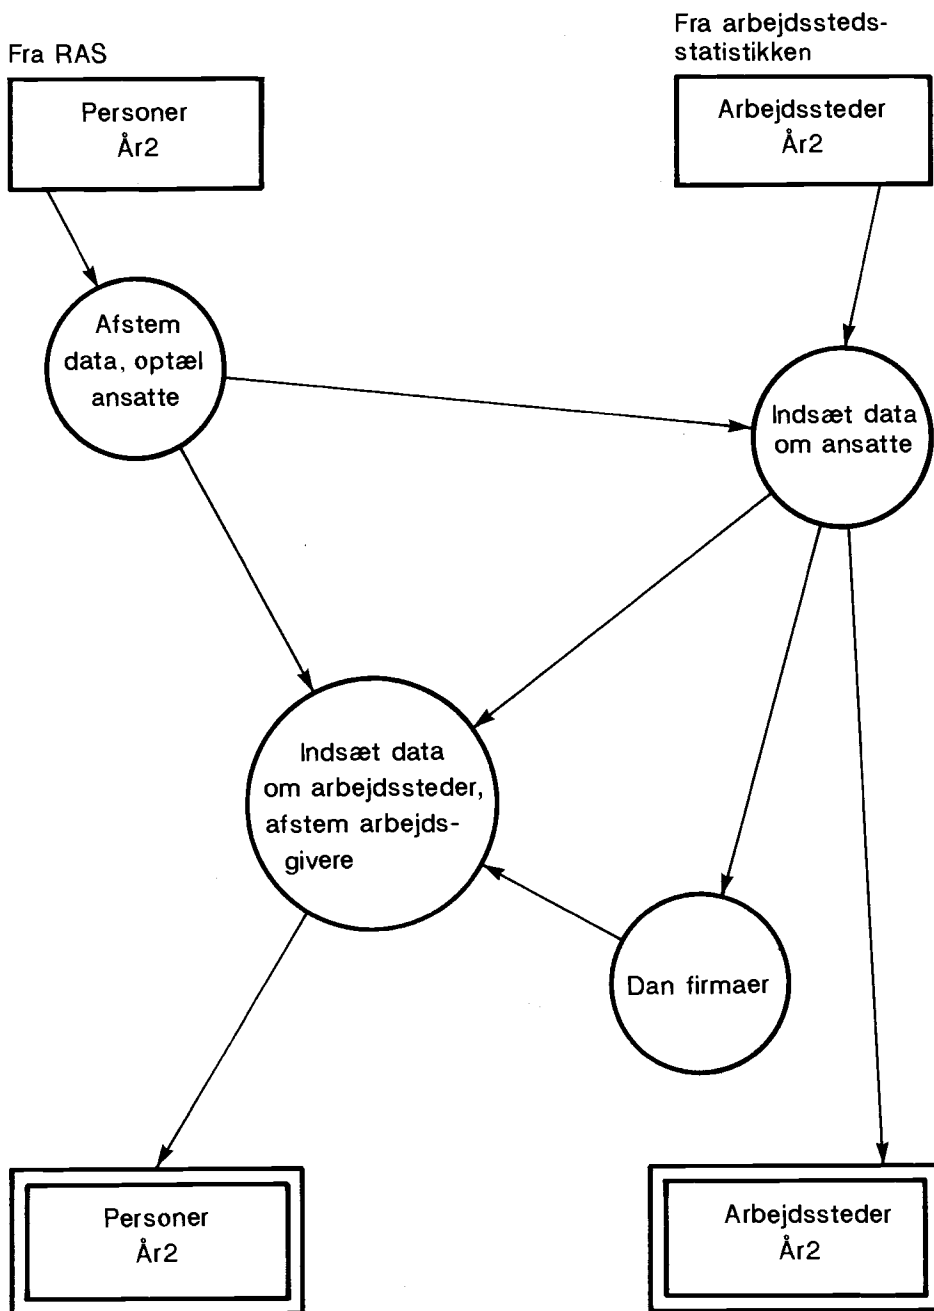 Fra RAS
Personer
År2
Fra arbejdssteds-
statistikken
Arbejdssteder
År2
Afstem
data, optæl
ansatte
Indsæt data
om ansatte
Indsæt data
om arbejdssteder,
afstem arbejds-
givere
Dan firmaer
Personer
År2
Arbejdssteder
År2